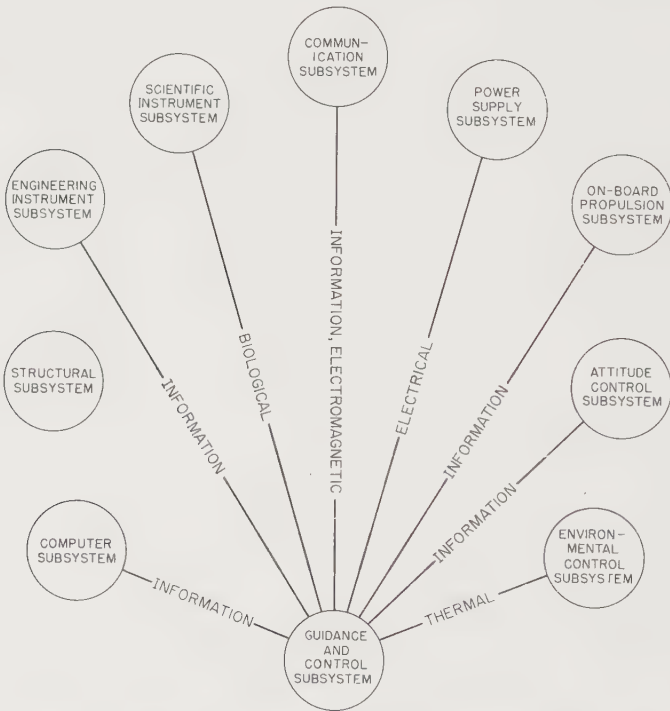 COMMUN-
ICATION
SUBSYSTEM
SCIENTIFIC
INSTRUMENT
SUBSYSTEM
POWER
SUPPLY
SUBSYSTEM
ENGINEERING
INSTRUMENT
SUBSYSTEM
ON-BOARD
PROPULSION
SUBSYSTEM
STRUCTURAL
SUBSYSTEM
ATTITUDE
CONTROL
SUBSYSTEM
COMPUTER
SUBSYSTEM
ENVIRON-
MENTAL
CONTROL
SUBSYSTEM
GUIDANCE
AND
CONTROL
SUBSYSTEM
INFORMATION
INFORMATION
BIOLOGICAL
INFORMATION, ELECTROMAGNETIC
ELECTRICAL
INFORMATION
INFORMATION
THERMAL